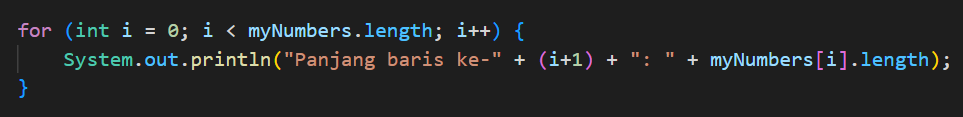 for (int i = 0; i < myNumbers.length; i++) {
    System.out.println("Panjang baris ke-" + (i+1) + ": " + myNumbers[i].length);
}